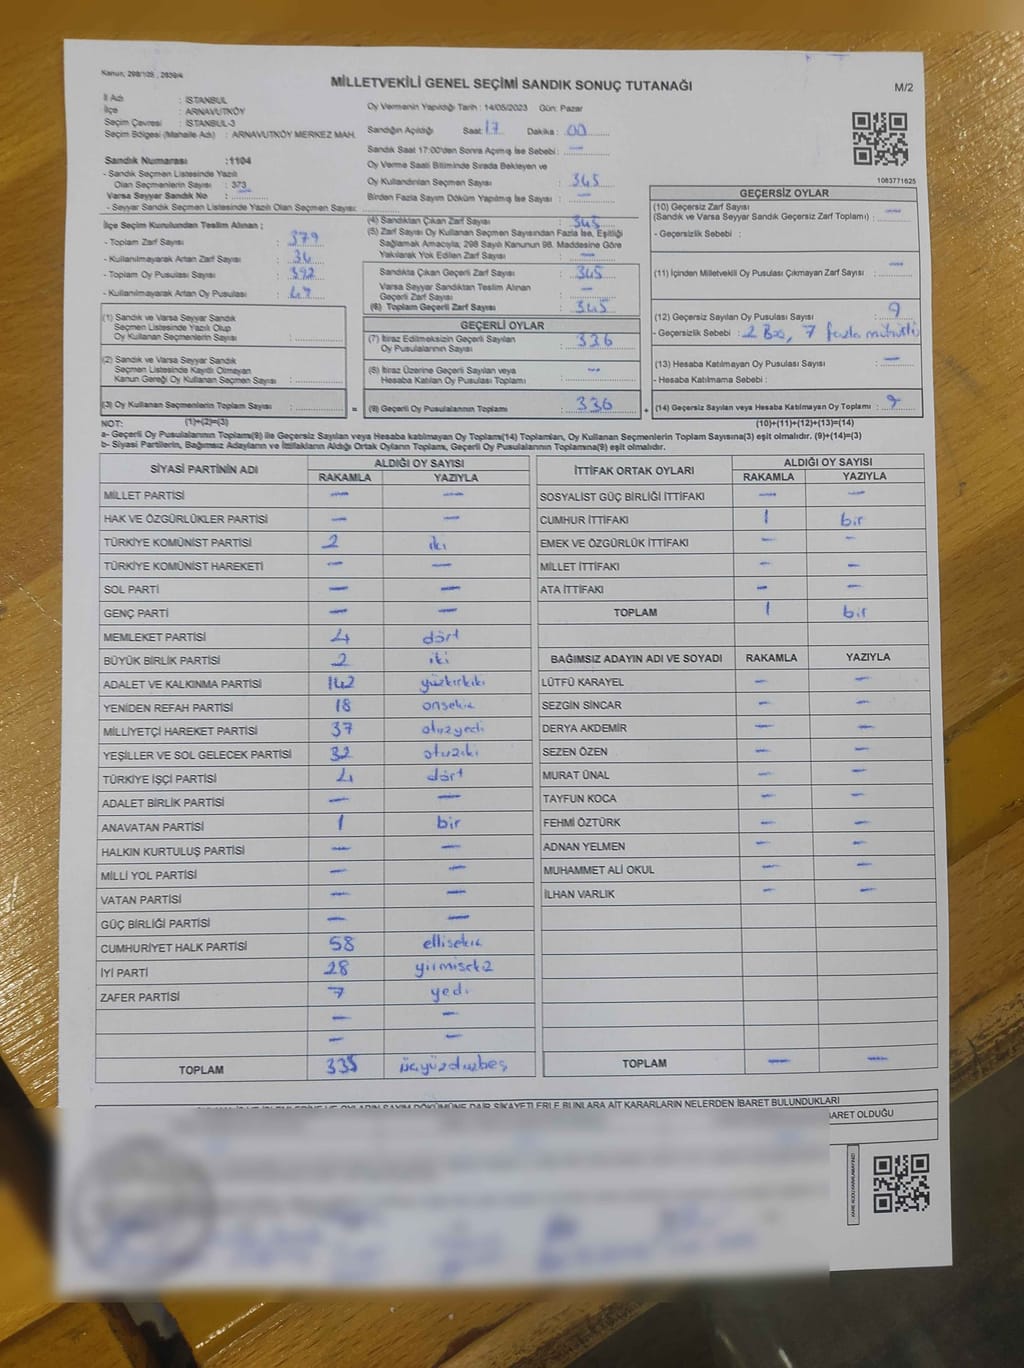 Kanun, 298/105, 2839/4
MİLLETVEKİLİ GENEL SEÇİMİ SANDIK SONUÇ TUTANAĞI
M/2
İl Adı : İSTANBUL
İlçe : ARNAVUTKÖY
Seçim Çevresi : İSTANBUL-3
Seçim Bölgesi (Mahalle Adı) : ARNAVUTKÖY MERKEZ MAH.
Oy Vermenin Yapıldığı Tarih : 14/05/2023 Gün: Pazar
Sandığın Açıldığı Saat 17 Dakika : 00
Sandık Saat 17:00'den Sonra Açılmış İse Sebebi : —
Oy Verme Saati Bitiminde Sırada Bekleyen ve
Oy Kullandırılan Seçmen Sayısı : 345
Birden Fazla Sayım Döküm Yapılmış İse Sayısı : —
1083771625
Sandık Numarası :1104
- Sandık Seçmen Listesinde Yazılı
Olan Seçmenlerin Sayısı : 373
Varsa Seyyar Sandık No :
- Seyyar Sandık Seçmen Listesinde Yazılı Olan Seçmen Sayısı:
İlçe Seçim Kurulundan Teslim Alınan :
- Toplam Zarf Sayısı : 379
- Kullanılmayarak Artan Zarf Sayısı : 34
- Toplam Oy Pusulası Sayısı : 392
- Kullanılmayarak Artan Oy Pusulası : 47
(1) Sandık ve Varsa Seyyar Sandık
Seçmen Listesinde Yazılı Olup
Oy Kullanan Seçmenlerin Sayısı :
(2) Sandık ve Varsa Seyyar Sandık
Seçmen Listesinde Kayıtlı Olmayan
Kanun Gereği Oy Kullanan Seçmen Sayısı :
(3) Oy Kullanan Seçmenlerin Toplam Sayısı :
(4) Sandıktan Çıkan Zarf Sayısı : 345
(5) Zarf Sayısı Oy Kullanan Seçmen Sayısından Fazla İse, Eşitliği
Sağlamak Amacıyla, 298 Sayılı Kanunun 98. Maddesine Göre
Yakılarak Yok Edilen Zarf Sayısı : —
Sandıkta Çıkan Geçerli Zarf Sayısı : 345
Varsa Seyyar Sandıktan Teslim Alınan
Geçerli Zarf Sayısı : —
(6) Toplam Geçerli Zarf Sayısı : 345
GEÇERLİ OYLAR
(7) İtiraz Edilmeksizin Geçerli Sayılan
Oy Pusulalarının Sayısı : 336
(8) İtiraz Üzerine Geçerli Sayılan veya
Hesaba Katılan Oy Pusulası Toplamı : —
= (9) Geçerli Oy Pusulalarının Toplamı : 336 +
GEÇERSİZ OYLAR
(10) Geçersiz Zarf Sayısı
(Sandık ve Varsa Seyyar Sandık Geçersiz Zarf Toplamı) : —
- Geçersizlik Sebebi :
(11) İçinden Milletvekili Oy Pusulası Çıkmayan Zarf Sayısı : —
(12) Geçersiz Sayılan Oy Pusulası Sayısı : 9
- Geçersizlik Sebebi : 2 Boş, 7 fazla mühürlü
(13) Hesaba Katılmayan Oy Pusulası Sayısı : —
- Hesaba Katılmama Sebebi :
(14) Geçersiz Sayılan veya Hesaba Katılmayan Oy Toplamı : 9
NOT: (1)+(2)=(3) (10)+(11)+(12)+(13)=(14)
a- Geçerli Oy Pusulalarının Toplamı(9) ile Geçersiz Sayılan veya Hesaba katılmayan Oy Toplamı(14) Toplamları, Oy Kullanan Seçmenlerin Toplam Sayısına(3) eşit olmalıdır. (9)+(14)=(3)
b- Siyasi Partilerin, Bağımsız Adayların ve İttifakların Aldığı Ortak Oyların Toplamı, Geçerli Oy Pusulalarının Toplamına(9) eşit olmalıdır.
SİYASİ PARTİNİN ADI ALDIĞI OY SAYISI
RAKAMLA YAZIYLA
MİLLET PARTİSİ — —
HAK VE ÖZGÜRLÜKLER PARTİSİ — —
TÜRKİYE KOMÜNİST PARTİSİ 2 iki
TÜRKİYE KOMÜNİST HAREKETİ — —
SOL PARTİ — —
GENÇ PARTİ — —
MEMLEKET PARTİSİ 4 dört
BÜYÜK BİRLİK PARTİSİ 2 iki
ADALET VE KALKINMA PARTİSİ 142 yüzkırkiki
YENİDEN REFAH PARTİSİ 18 onsekiz
MİLLİYETÇİ HAREKET PARTİSİ 37 otuzyedi
YEŞİLLER VE SOL GELECEK PARTİSİ 32 otuziki
TÜRKİYE İŞÇİ PARTİSİ 4 dört
ADALET BİRLİK PARTİSİ — —
ANAVATAN PARTİSİ 1 bir
HALKIN KURTULUŞ PARTİSİ — —
MİLLİ YOL PARTİSİ — —
VATAN PARTİSİ — —
GÜÇ BİRLİĞİ PARTİSİ — —
CUMHURİYET HALK PARTİSİ 58 ellisekiz
İYİ PARTİ 28 yirmisekiz
ZAFER PARTİSİ 7 yedi
— —
— —
TOPLAM 335 üçyüzotuzbeş
İTTİFAK ORTAK OYLARI ALDIĞI OY SAYISI
RAKAMLA YAZIYLA
SOSYALİST GÜÇ BİRLİĞİ İTTİFAKI — —
CUMHUR İTTİFAKI 1 bir
EMEK VE ÖZGÜRLÜK İTTİFAKI — —
MİLLET İTTİFAKI — —
ATA İTTİFAKI — —
TOPLAM 1 bir
BAĞIMSIZ ADAYIN ADI VE SOYADI RAKAMLA YAZIYLA
LÜTFÜ KARAYEL — —
SEZGİN SİNCAR — —
DERYA AKDEMİR — —
SEZEN ÖZEN — —
MURAT ÜNAL — —
TAYFUN KOCA — —
FEHMİ ÖZTÜRK — —
ADNAN YELMEN — —
MUHAMMET ALİ OKUL — —
İLHAN VARLIK — —
TOPLAM — —
SAYIM DÖKÜMÜNE DAİR ŞİKAYETLERLE BUNLARA AİT KARARLARIN NELERDEN İBARET BULUNDUKLARI
BARET OLDUĞU